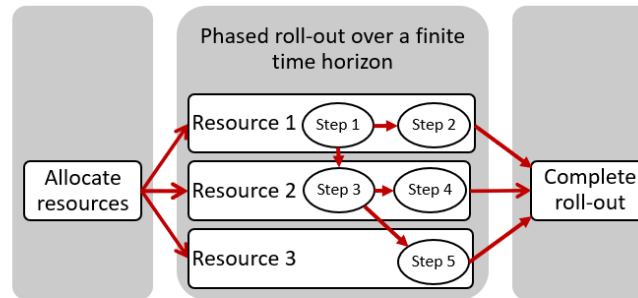 Phased roll-out over a finite
time horizon
Resource 1
Step 1
Step 2
Allocate
resources
Resource 2
Step 3
Step 4
Complete
roll-out
Resource 3
Step 5